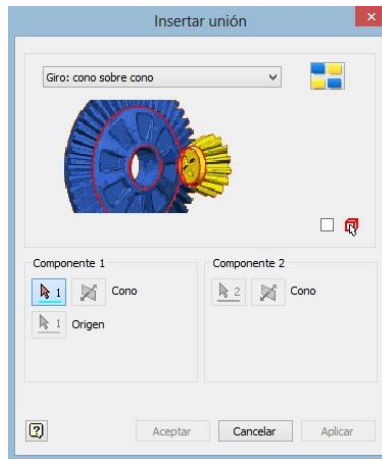 Insertar unión
Giro: cono sobre cono
Componente 1
1 Cono
1 Origen
Componente 2
2 Cono
Aceptar
Cancelar
Aplicar